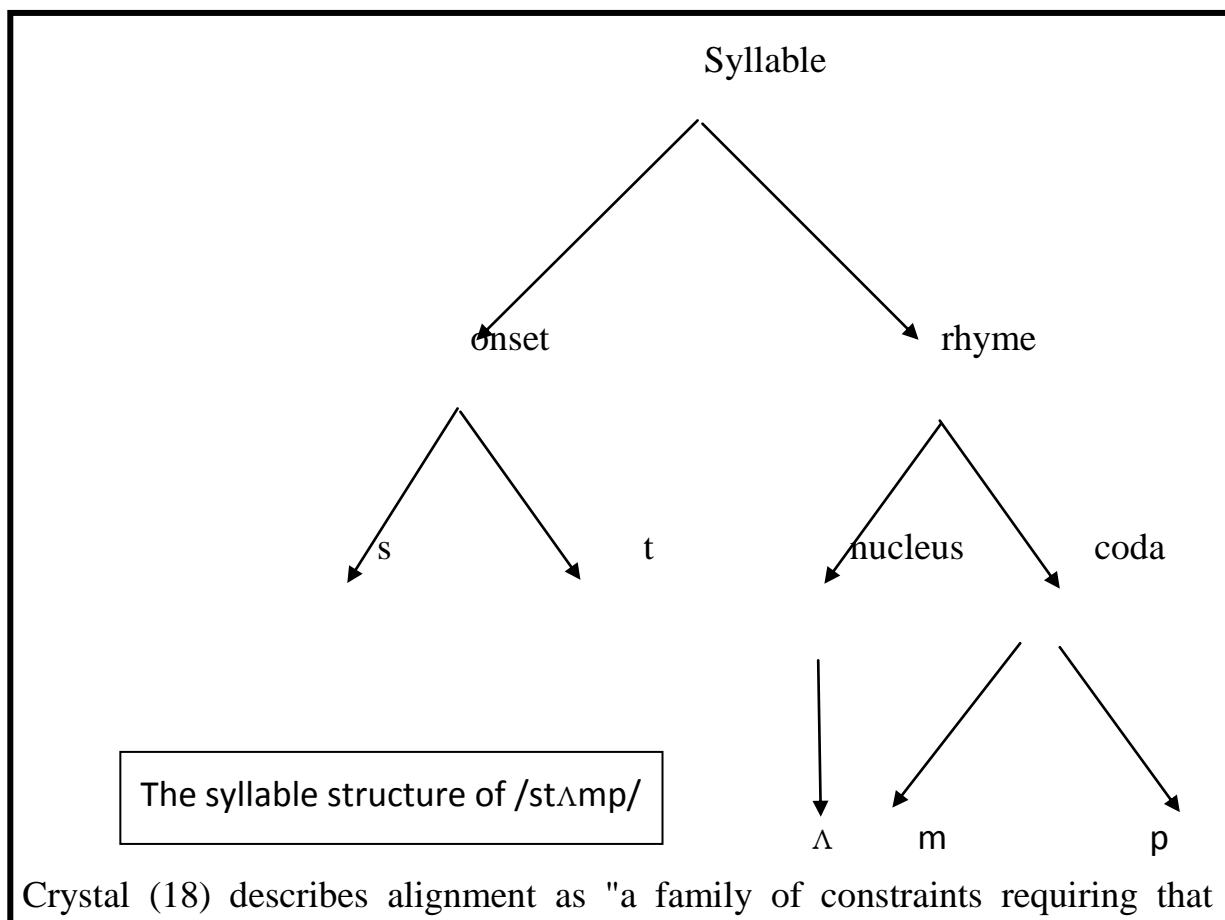 Syllable
onset rhyme
s t nucleus coda
The syllable structure of /stʌmp/
ʌ m p
Crystal (18) describes alignment as "a family of constraints requiring that